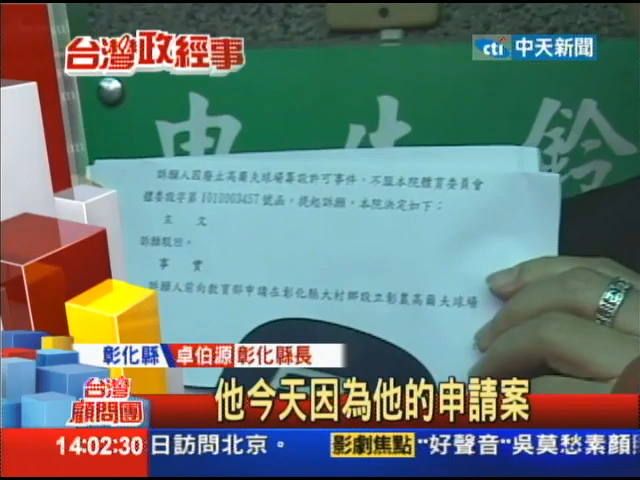 台灣政經事
cti 中天新聞
申 生 鈴
訴願人因廢止高爾夫球場籌設許可事件,不服本院體育委員會
體委設字第1010003457號函,提起訴願,本院決定如下:
主 文
訴願駁回。
事 實
訴願人前向教育部申請在彰化縣大村鄉設立彰農高爾夫球場
彰化縣 卓伯源 彰化縣長
台灣
顧問團
他今天因為他的申請案
14:02:30 日訪問北京。 影劇焦點 "好聲音"吳莫愁素顏